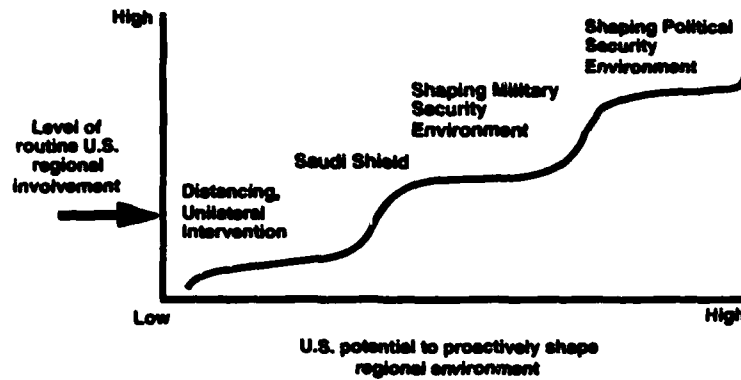 High
Shaping Political
Security
Environment
Shaping Military
Security
Environment
Level of
routine U.S.
regional
involvement
Saudi Shield
Distancing,
Unilateral
Intervention
Low
High
U.S. potential to proactively shape
regional environment